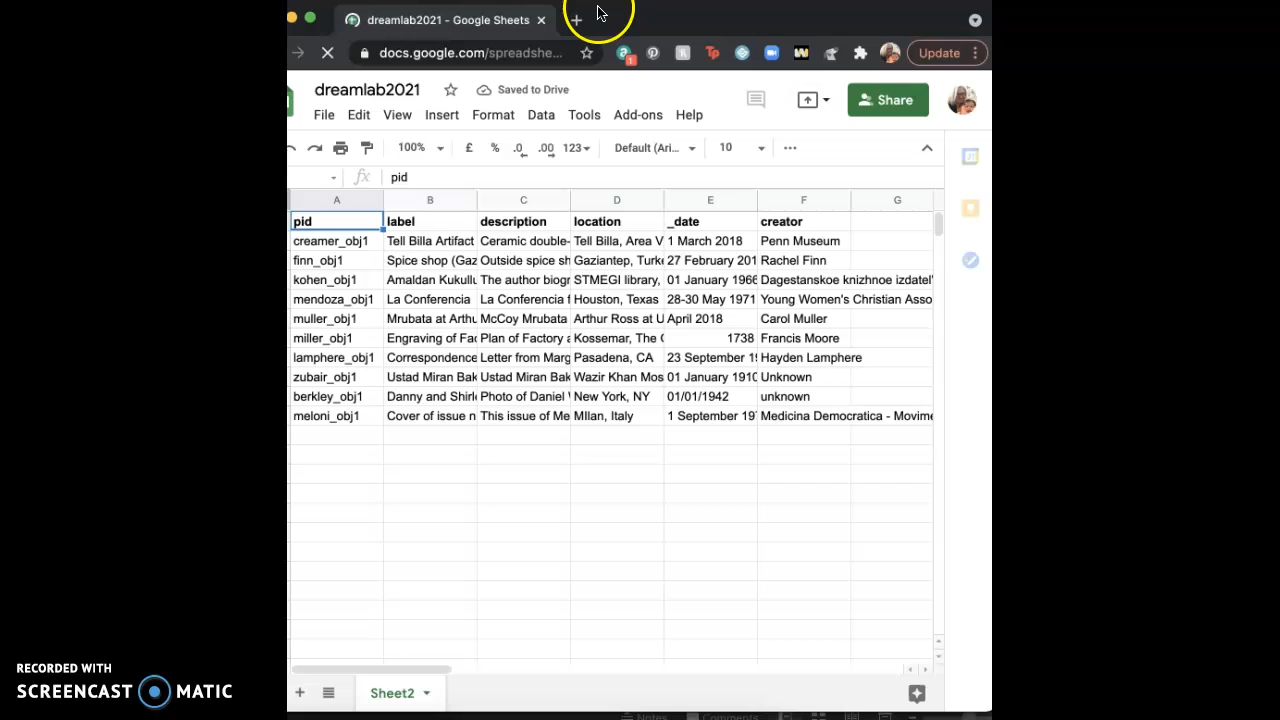 dreamlab2021 - Google Sheets
docs.google.com/spreadshe...
1
Tp
Update
dreamlab2021
Saved to Drive
Share
File Edit View Insert Format Data Tools Add-ons Help
100% £ % .0 .00 123 Default (Ari... 10
fx pid
A B C D E F G
pid label description location _date creator
creamer_obj1 Tell Billa Artifact Ceramic double- Tell Billa, Area V 1 March 2018 Penn Museum
finn_obj1 Spice shop (Gaz Outside spice sh Gaziantep, Turke 27 February 201 Rachel Finn
kohen_obj1 Amaldan Kukullu The author biogr STMEGI library, 01 January 1966 Dagestanskoe knizhnoe izdatel'
mendoza_obj1 La Conferencia La Conferencia f Houston, Texas 28-30 May 1971 Young Women's Christian Asso
muller_obj1 Mrubata at Arthu McCoy Mrubata Arthur Ross at U April 2018 Carol Muller
miller_obj1 Engraving of Fac Plan of Factory a Kossemar, The G 1738 Francis Moore
lamphere_obj1 Correspondence Letter from Marg Pasadena, CA 23 September 19 Hayden Lamphere
zubair_obj1 Ustad Miran Bak Ustad Miran Bak Wazir Khan Mos 01 January 1910 Unknown
berkley_obj1 Danny and Shirle Photo of Daniel W New York, NY 01/01/1942 unknown
meloni_obj1 Cover of issue n This issue of Me MIlan, Italy 1 September 197 Medicina Democratica - Movime
RECORDED WITH
SCREENCAST MATIC
Sheet2
Notes Comments